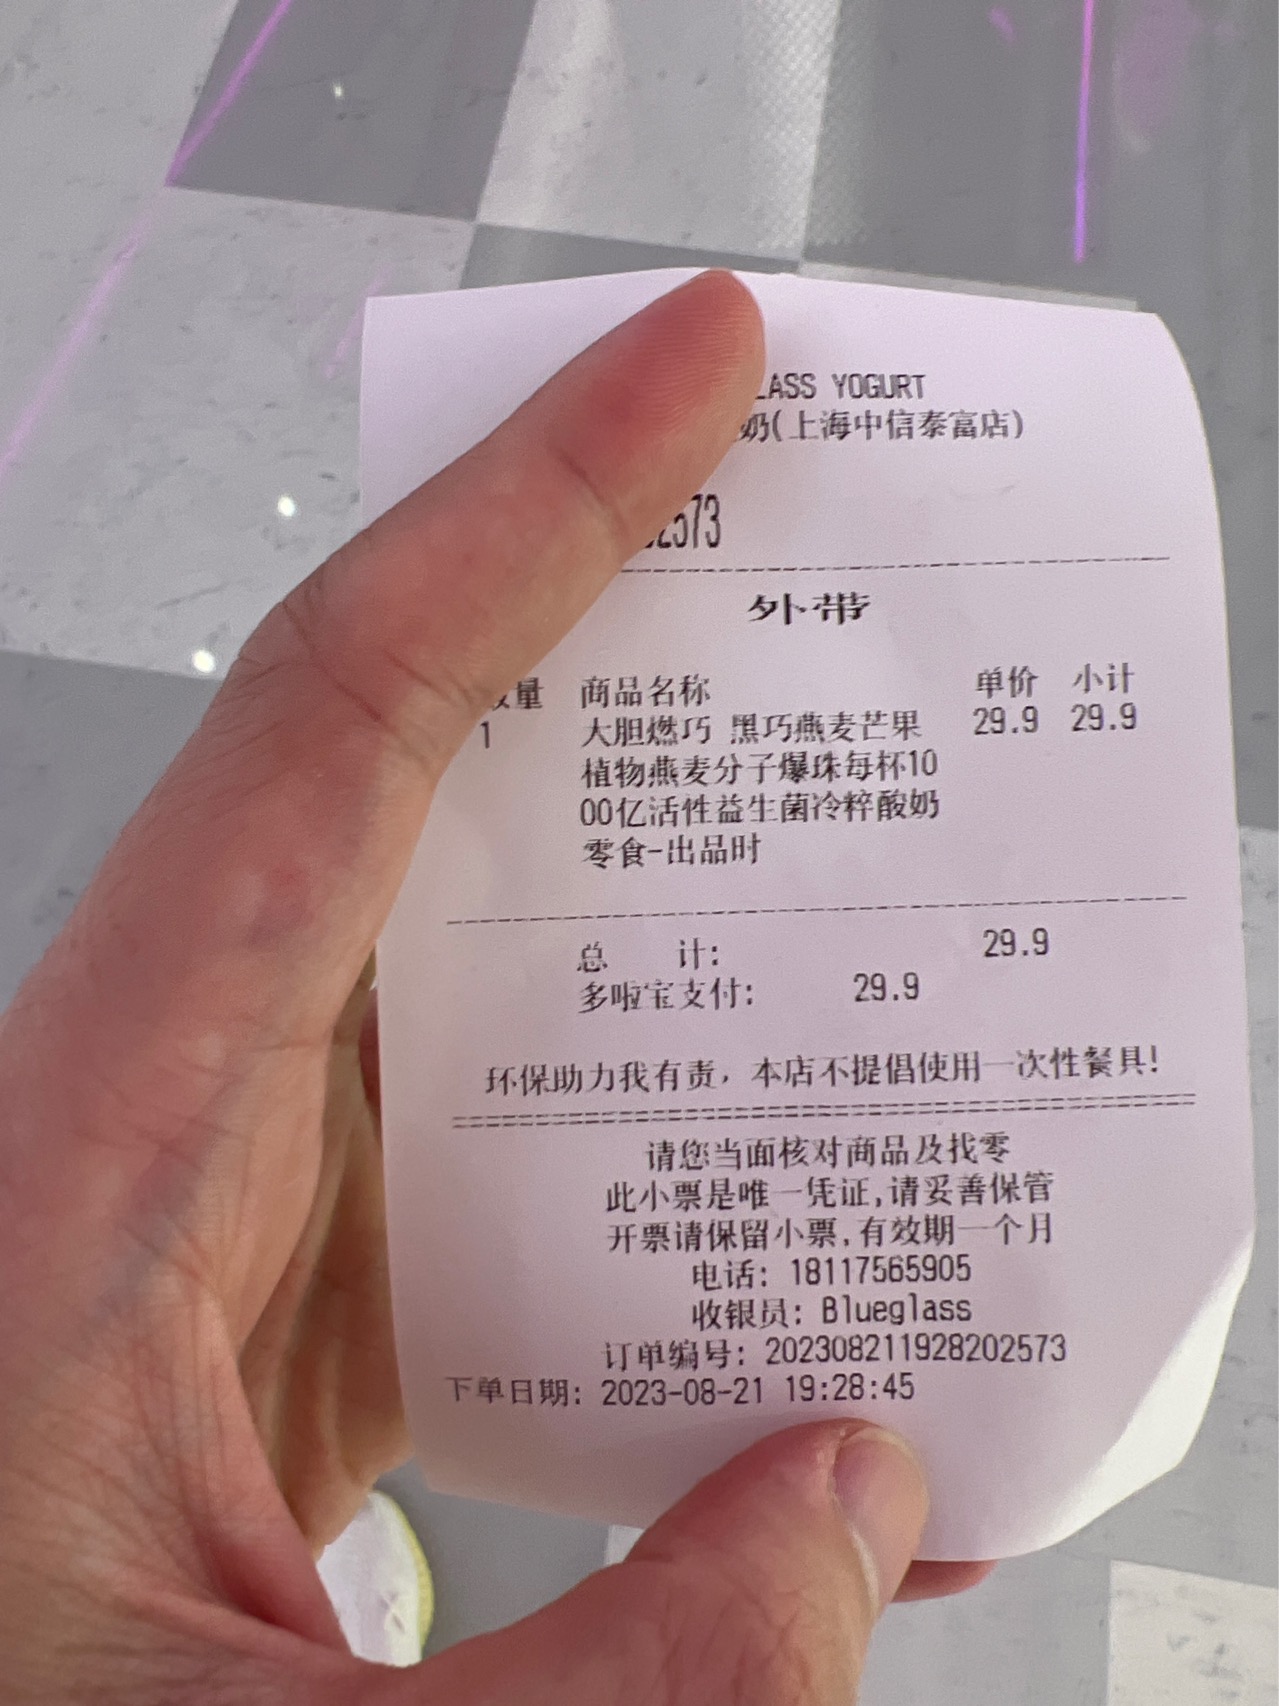 LASS YOGURT
奶(上海中信泰富店)
2573
外带
量 商品名称 单价 小计
1 大胆燃巧 黑巧燕麦芒果 29.9 29.9
植物燕麦分子爆珠每杯10
00亿活性益生菌冷粹酸奶
零食-出品时
总 计: 29.9
多啦宝支付: 29.9
环保助力我有责，本店不提倡使用一次性餐具!
请您当面核对商品及找零
此小票是唯一凭证,请妥善保管
开票请保留小票,有效期一个月
电话: 18117565905
收银员: Blueglass
订单编号: 202308211928202573
下单日期: 2023-08-21 19:28:45